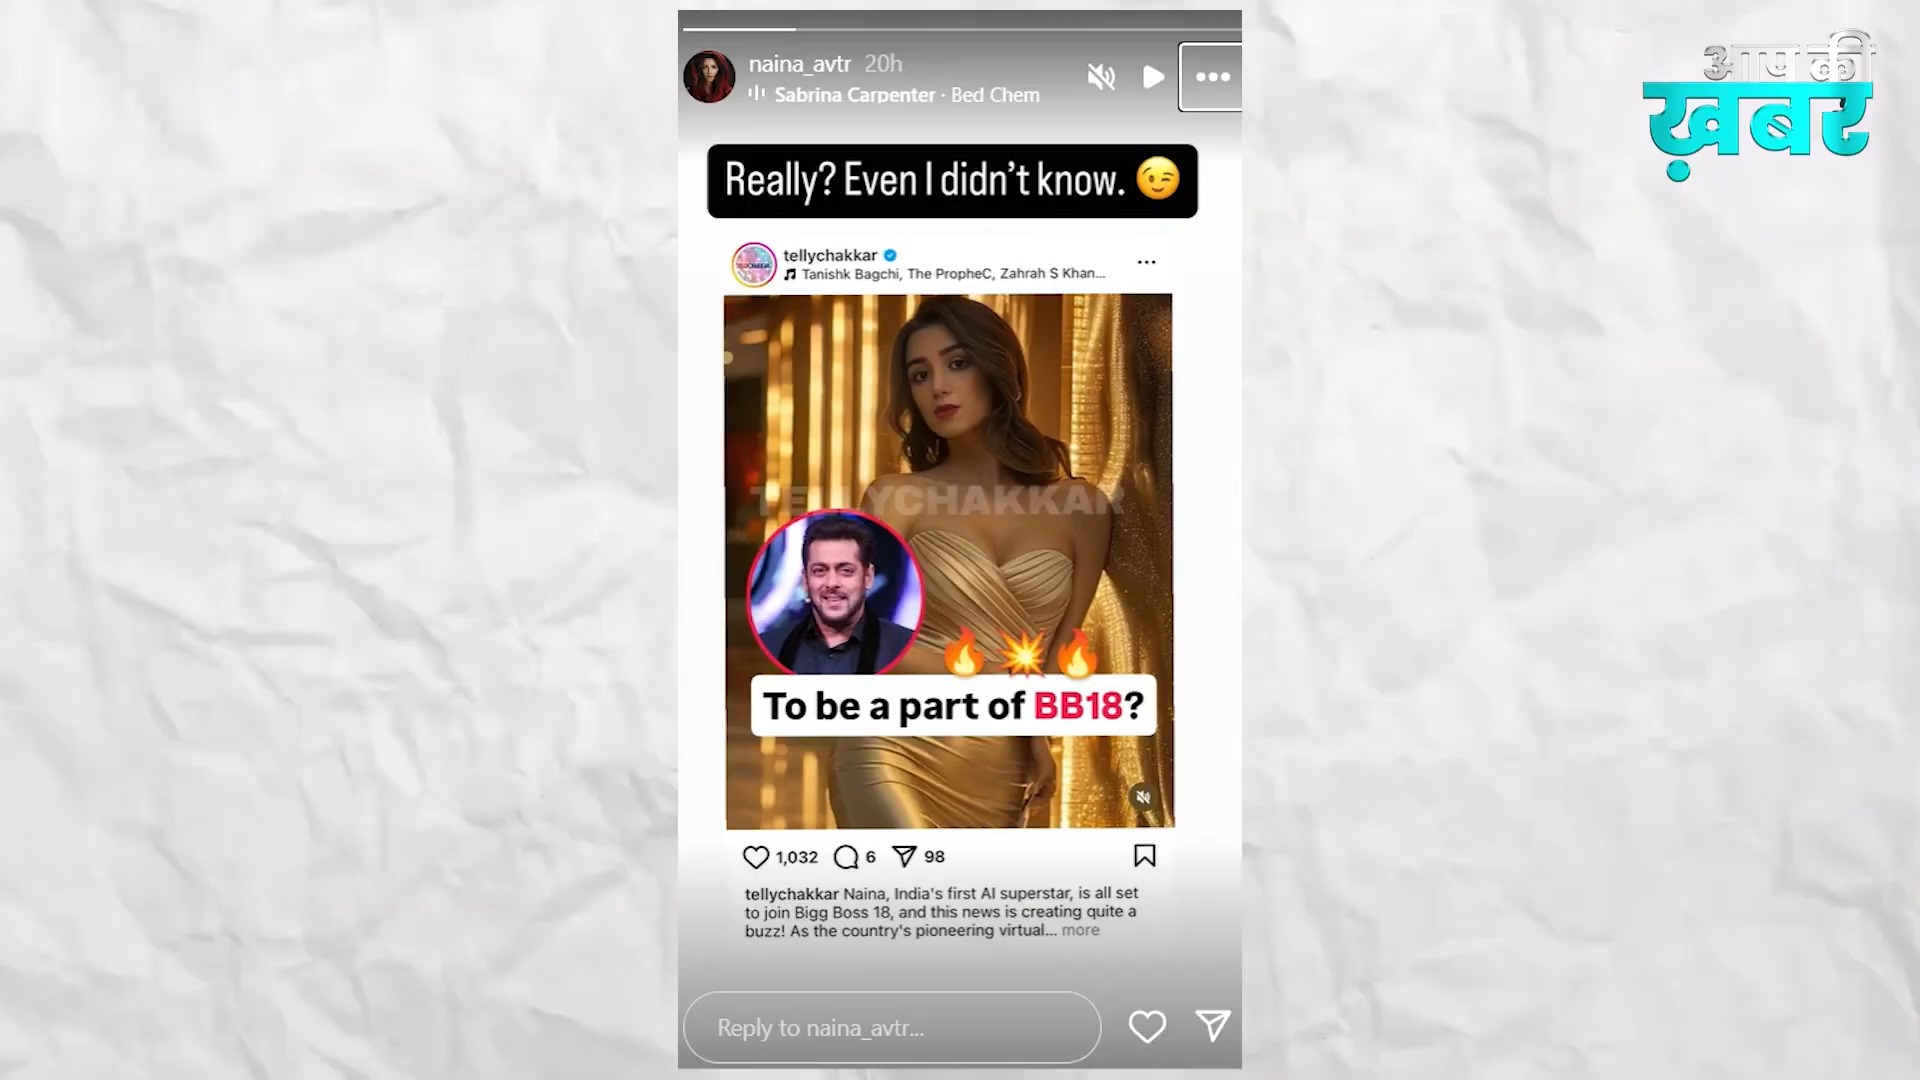 naina_avtr 20h
Sabrina Carpenter · Bed Chem
आप की
ख़बर
Really? Even I didn't know. 😉
tellychakkar
Tanishk Bagchi, The PropheC, Zahrah S Khan...
TELLYCHAKKAR
To be a part of BB18?
1,032 6 98
tellychakkar Naina, India's first AI superstar, is all set
to join Bigg Boss 18, and this news is creating quite a
buzz! As the country's pioneering virtual... more
Reply to naina_avtr...